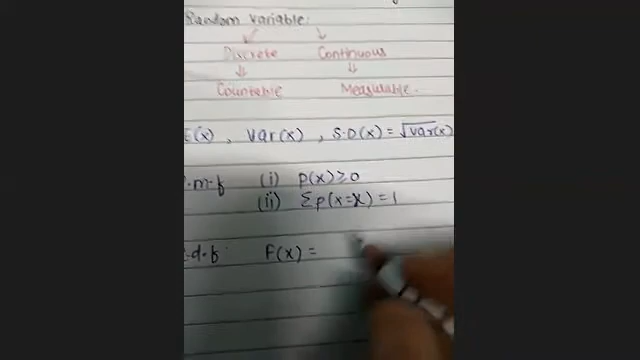 Random Variable:
Discrete Continuous
Countable Measurable.
E(x) , Var(x) , S.D(x) = √Var(x)
.m.f (i) p(x) ≥ 0
(ii) Σp(x=x) = 1
.d.f F(x) =